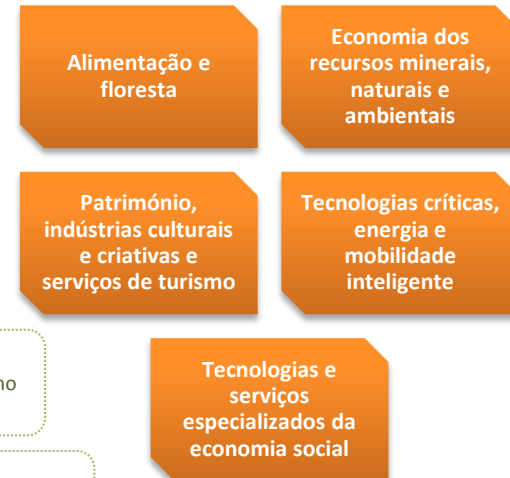 Alimentação e
floresta
Economia dos
recursos minerais,
naturais e
ambientais
Património,
indústrias culturais
e criativas e
serviços de turismo
Tecnologias críticas,
energia e
mobilidade
inteligente
Tecnologias e
serviços
especializados da
economia social